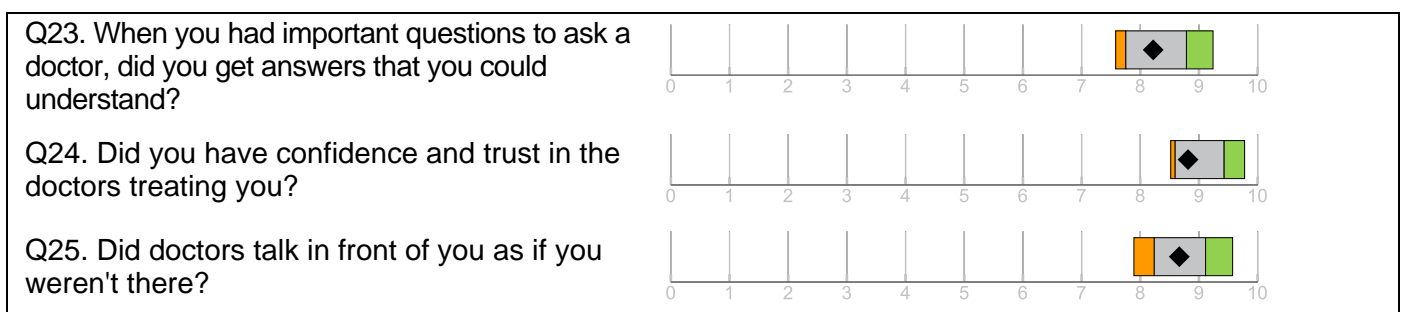 Q23. When you had important questions to ask a
doctor, did you get answers that you could
understand?
0 1 2 3 4 5 6 7 8 9 10
Q24. Did you have confidence and trust in the
doctors treating you?
0 1 2 3 4 5 6 7 8 9 10
Q25. Did doctors talk in front of you as if you
weren't there?
0 1 2 3 4 5 6 7 8 9 10